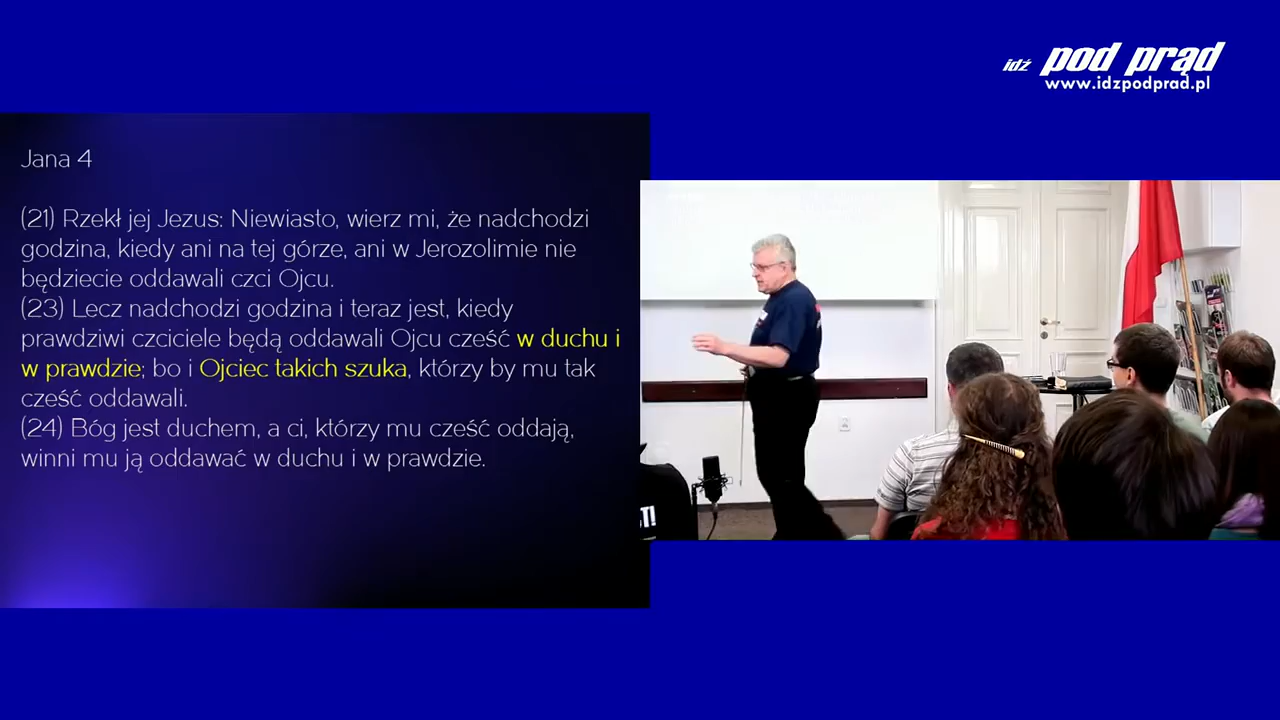 idź pod prąd
www.idzpodprad.pl
Jana 4
(21) Rzekł jej Jezus: Niewiasto, wierz mi, że nadchodzi
godzina, kiedy ani na tej górze, ani w Jerozolimie nie
będziecie oddawali czci Ojcu.
(23) Lecz nadchodzi godzina i teraz jest, kiedy
prawdziwi czciciele będą oddawali Ojcu cześć w duchu i
w prawdzie; bo i Ojciec takich szuka, którzy by mu tak
cześć oddawali.
(24) Bóg jest duchem, a ci, którzy mu cześć oddają,
winni mu ją oddawać w duchu i w prawdzie.